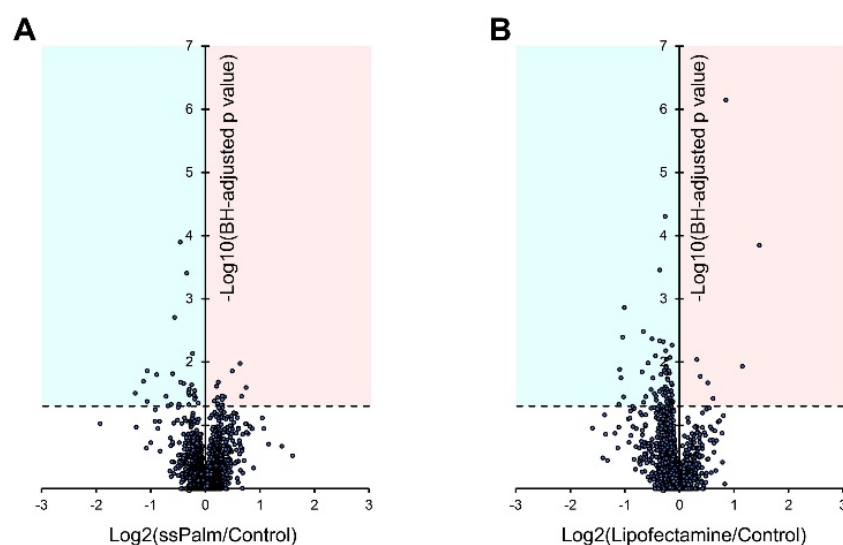 A
7
6
5
4
3
2
1
-Log10(BH-adjusted p value)
-3 -2 -1 0 1 2 3
Log2(ssPalm/Control)
B
7
6
5
4
3
2
-Log10(BH-adjusted p value)
-3 -2 -1 0 1 2 3
Log2(Lipofectamine/Control)